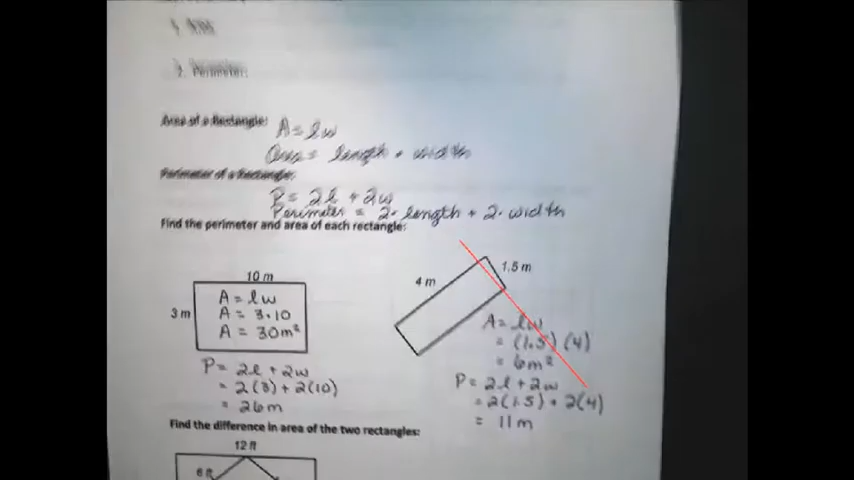 2. Perimeter:
Area of a Rectangle: A = lw
Area = length • width
Perimeter of a Rectangle:
P = 2l + 2w
Perimeter = 2• length + 2• width
Find the perimeter and area of each rectangle:
10 m
3 m
A = lw
A = 3•10
A = 30m²
P = 2l + 2w
= 2(3) + 2(10)
= 26m
4 m
1.5 m
A = lw
= (1.5)(4)
= 6m²
P = 2l + 2w
= 2(1.5) + 2(4)
= 11m
Find the difference in area of the two rectangles:
12 ft
6 ft